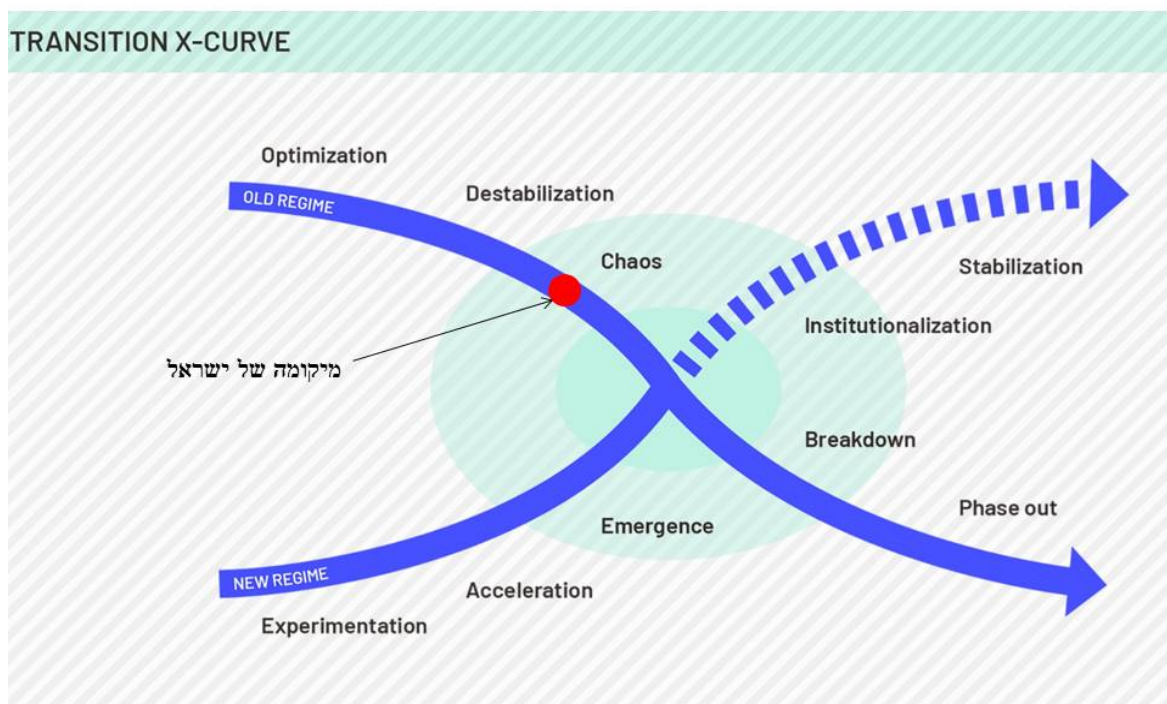 TRANSITION X-CURVE
Optimization
OLD REGIME
Destabilization
Chaos
Stabilization
Institutionalization
מיקומה של ישראל
Breakdown
Phase out
Emergence
NEW REGIME
Acceleration
Experimentation